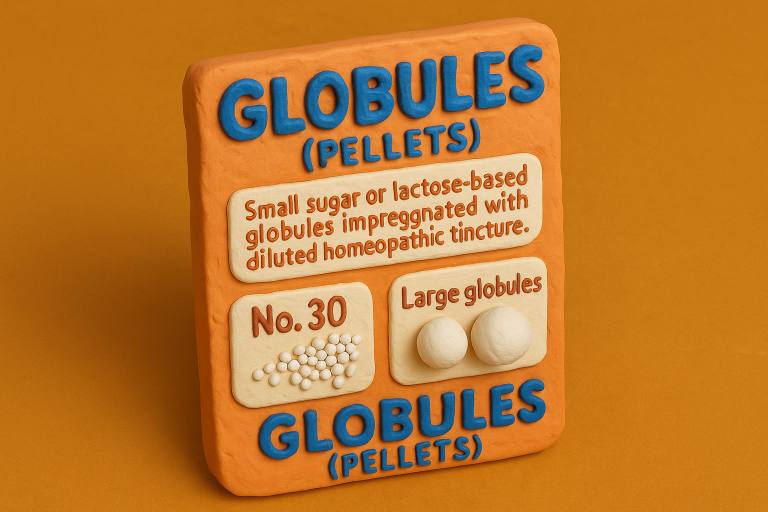 GLOBULES
(PELLETS)
Small sugar or lactose-based
globules impreggnated with
diluted homeopathic tincture.
No. 30
Large globules
GLOBULES
(PELLETS)